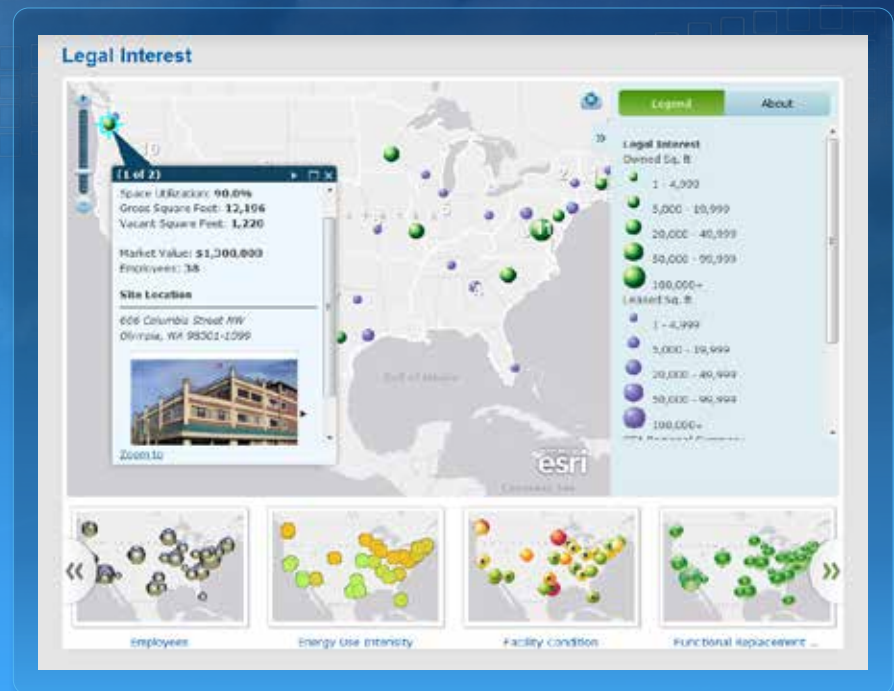 Legal Interest
10
(1 of 2)
Space Utilization: 90.0%
Gross Square Feet: 12,196
Vacant Square Feet: 1,220
Market Value: $1,300,000
Employees: 38
Site Location
606 Columbia Street NW
Olympia, WA 98501-1099
Zoom to
Gulf of Mexico
esri
Legend
About
Legal Interest
Owned Sq. ft
1 - 4,999
5,000 - 19,999
20,000 - 49,999
50,000 - 99,999
100,000+
Leased Sq. ft
1 - 4,999
5,000 - 19,999
20,000 - 49,999
50,000 - 99,999
100,000+
Employees
Energy Use Intensity
Facility Condition
Functional Replacement ...